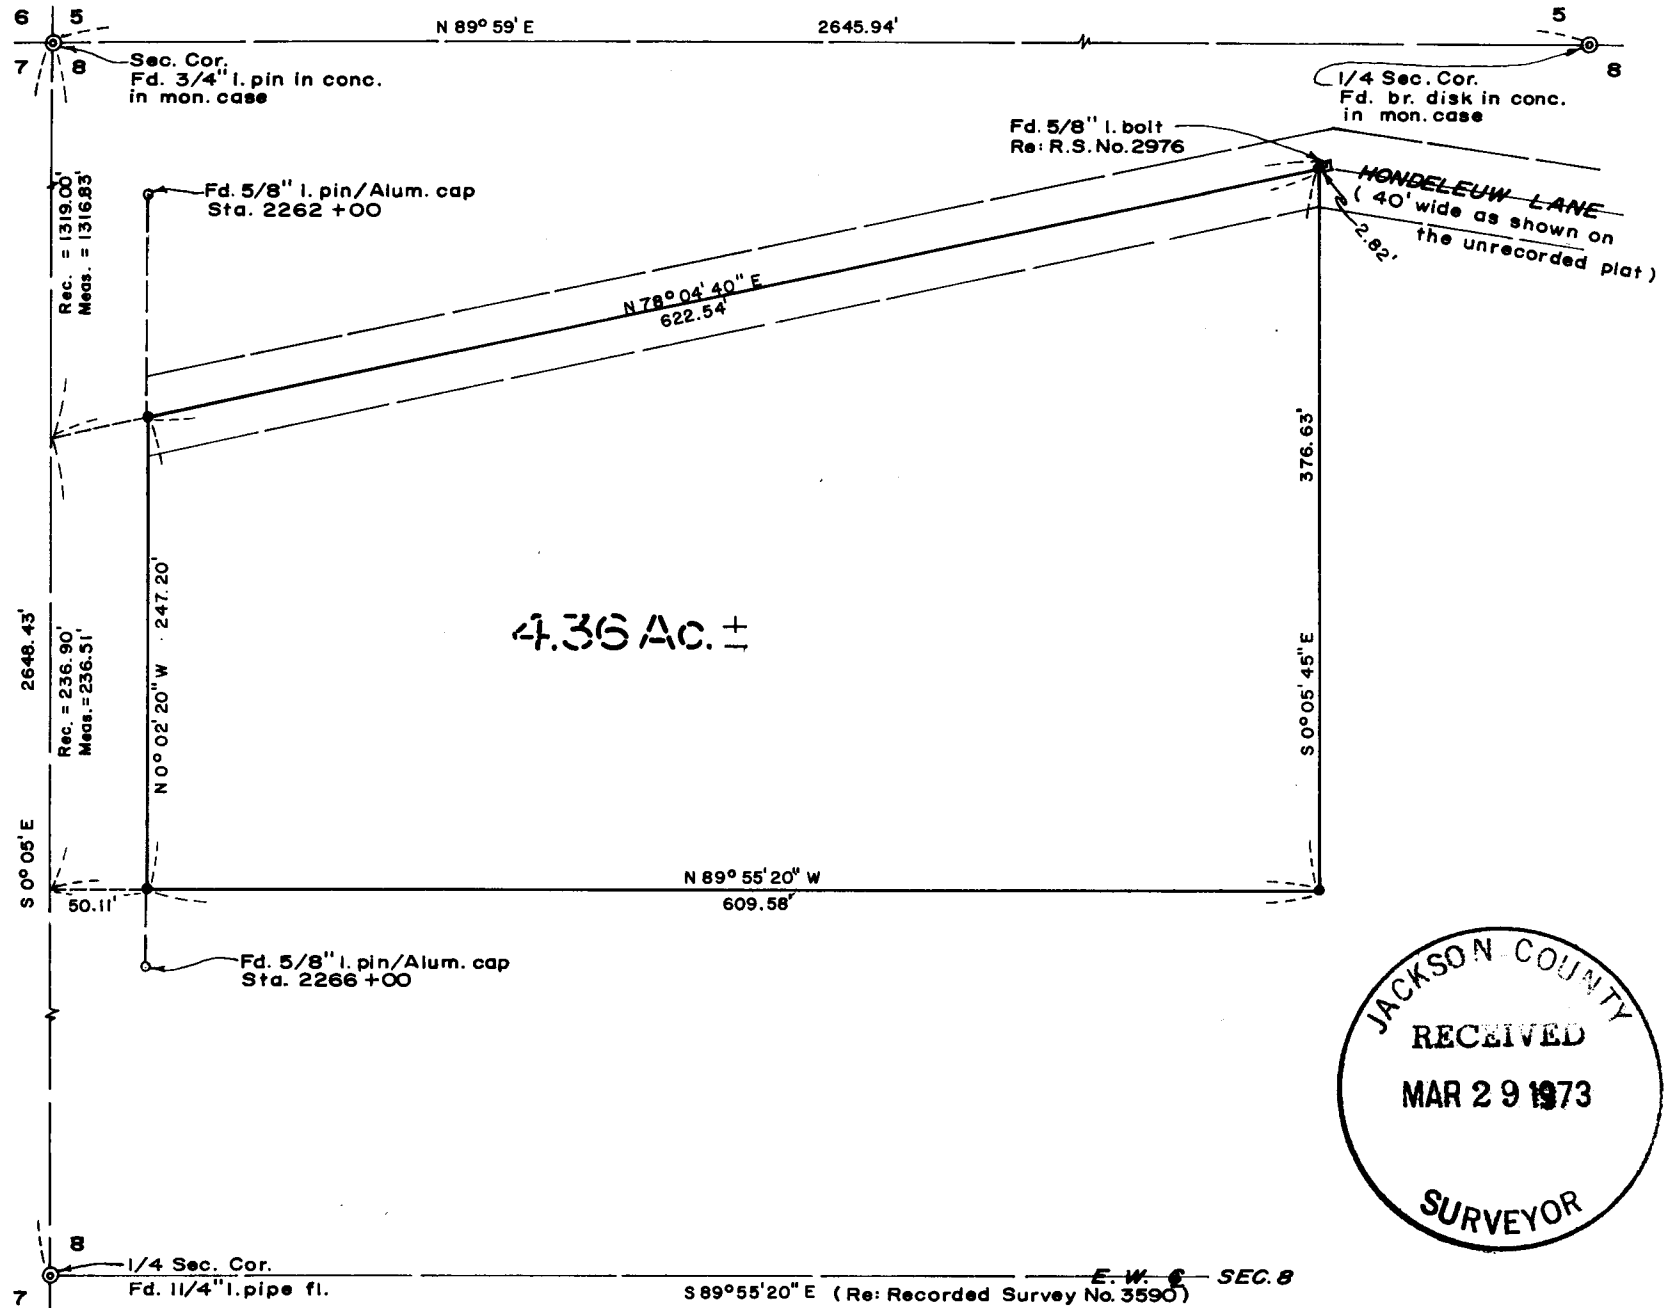 6 5
N 89° 59' E 2645.94'
5
7 8
8
Sec. Cor.
Fd. 3/4" I. pin in conc.
in mon. case
1/4 Sec. Cor.
Fd. br. disk in conc.
in mon. case
Fd. 5/8" I. bolt
Re: R.S. No. 2976
HONDELEUW LANE
( 40' wide as shown on
the unrecorded plat )
2.82'
Rec. = 1319.00'
Meas. = 1316.83'
Fd. 5/8" I. pin/Alum. cap
Sta. 2262 +00
N 78° 04' 40" E
622.54'
376.63'
S 0° 05' 45" E
N 0° 02' 20" W 247.20'
4.36 Ac. ±
2648.43'
S 0° 05' E
Rec. = 236.90'
Meas. = 236.51'
N 89° 55' 20" W
609.58'
50.11'
Fd. 5/8" I. pin/Alum. cap
Sta. 2266 +00
JACKSON COUNTY
RECEIVED
MAR 29 1973
SURVEYOR
8
7
1/4 Sec. Cor.
Fd. 1 1/4" I. pipe fl.
E. W. ℄ SEC. 8
S 89° 55' 20" E ( Re: Recorded Survey No. 3590 )